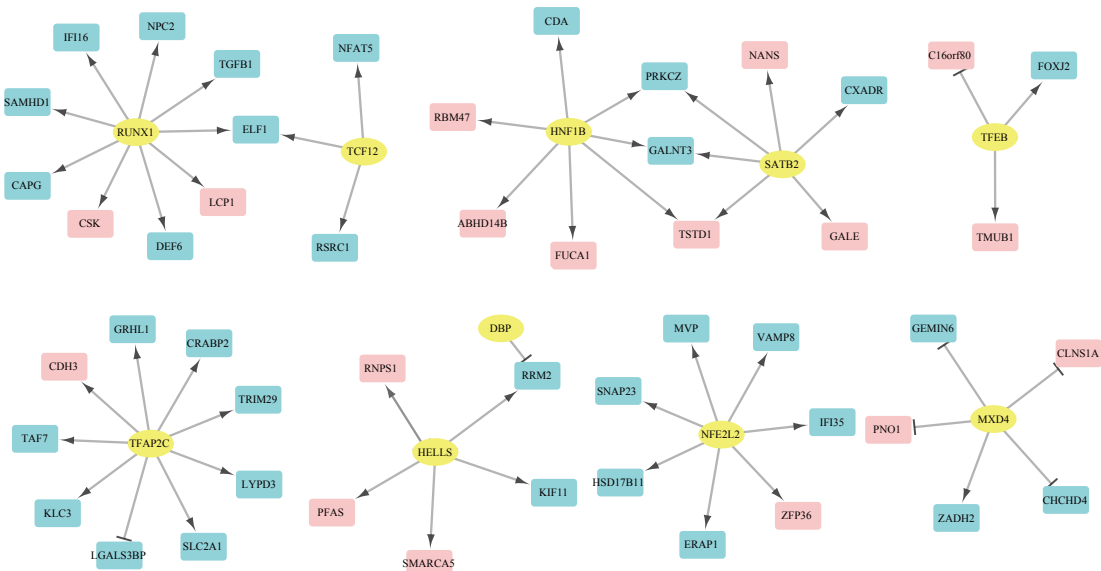 NPC2
IFI16
TGFB1
SAMHD1
RUNX1
ELF1
CAPG
LCP1
CSK
DEF6
NFAT5
TCF12
RSRC1
CDA
PRKCZ
RBM47
HNF1B
GALNT3
ABHD14B
FUCA1
TSTD1
NANS
CXADR
SATB2
GALE
C16orf80
FOXJ2
TFEB
TMUB1
GRHL1
CRABP2
CDH3
TRIM29
TAF7
TFAP2C
LYPD3
KLC3
LGALS3BP
SLC2A1
DBP
RNPS1
RRM2
HELLS
KIF11
PFAS
SMARCA5
MVP
VAMP8
SNAP23
IFI35
NFE2L2
HSD17B11
ZFP36
ERAP1
GEMIN6
CLNS1A
PNO1
MXD4
CHCHD4
ZADH2